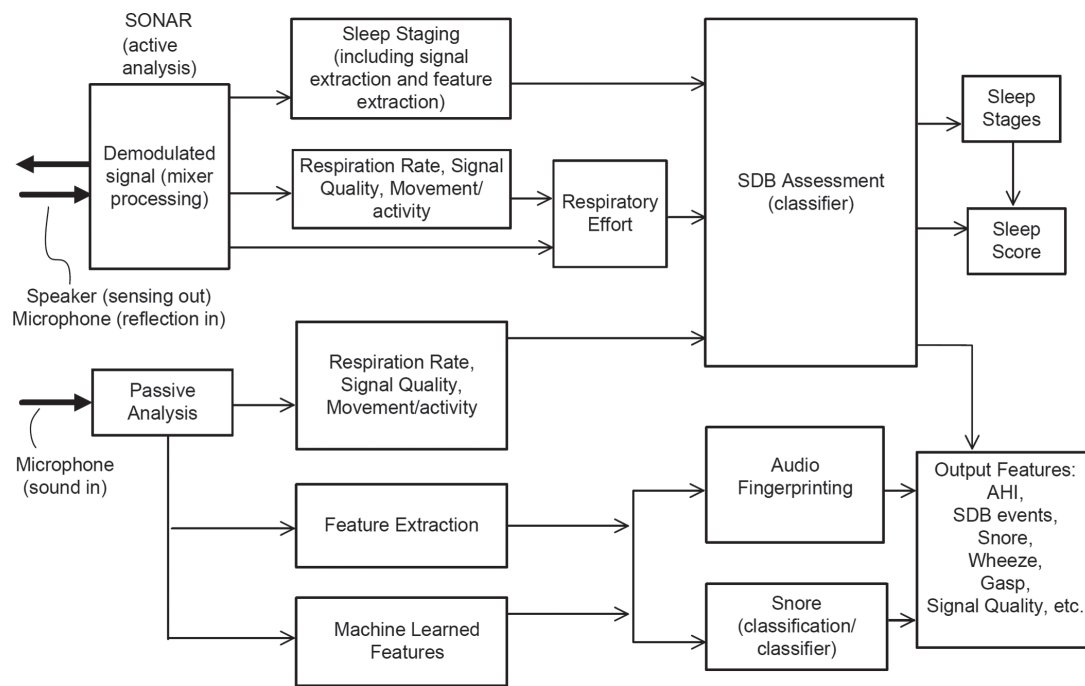 SONAR
(active
analysis)
Sleep Staging
(including signal
extraction and feature
extraction)
Demodulated
signal (mixer
processing)
Respiration Rate, Signal
Quality, Movement/
activity
Respiratory
Effort
SDB Assessment
(classifier)
Sleep
Stages
Sleep
Score
Speaker (sensing out)
Microphone (reflection in)
Passive
Analysis
Respiration Rate,
Signal Quality,
Movement/activity
Microphone
(sound in)
Feature Extraction
Machine Learned
Features
Audio
Fingerprinting
Snore
(classification/
classifier)
Output Features:
AHI,
SDB events,
Snore,
Wheeze,
Gasp,
Signal Quality, etc.